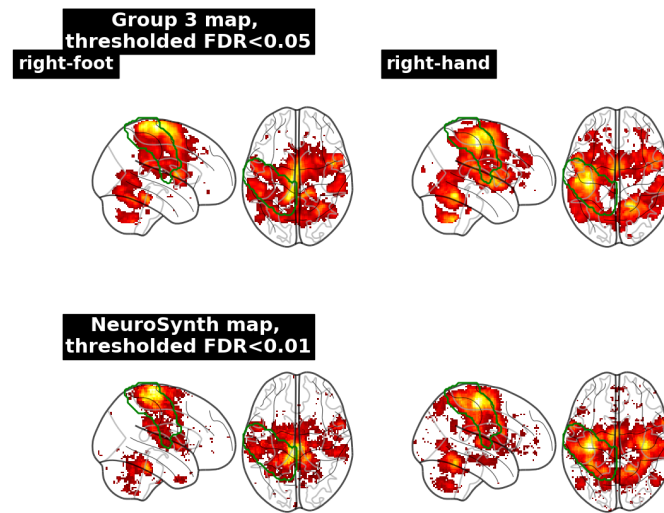 Group 3 map,
thresholded FDR<0.05
right-foot
right-hand
NeuroSynth map,
thresholded FDR<0.01